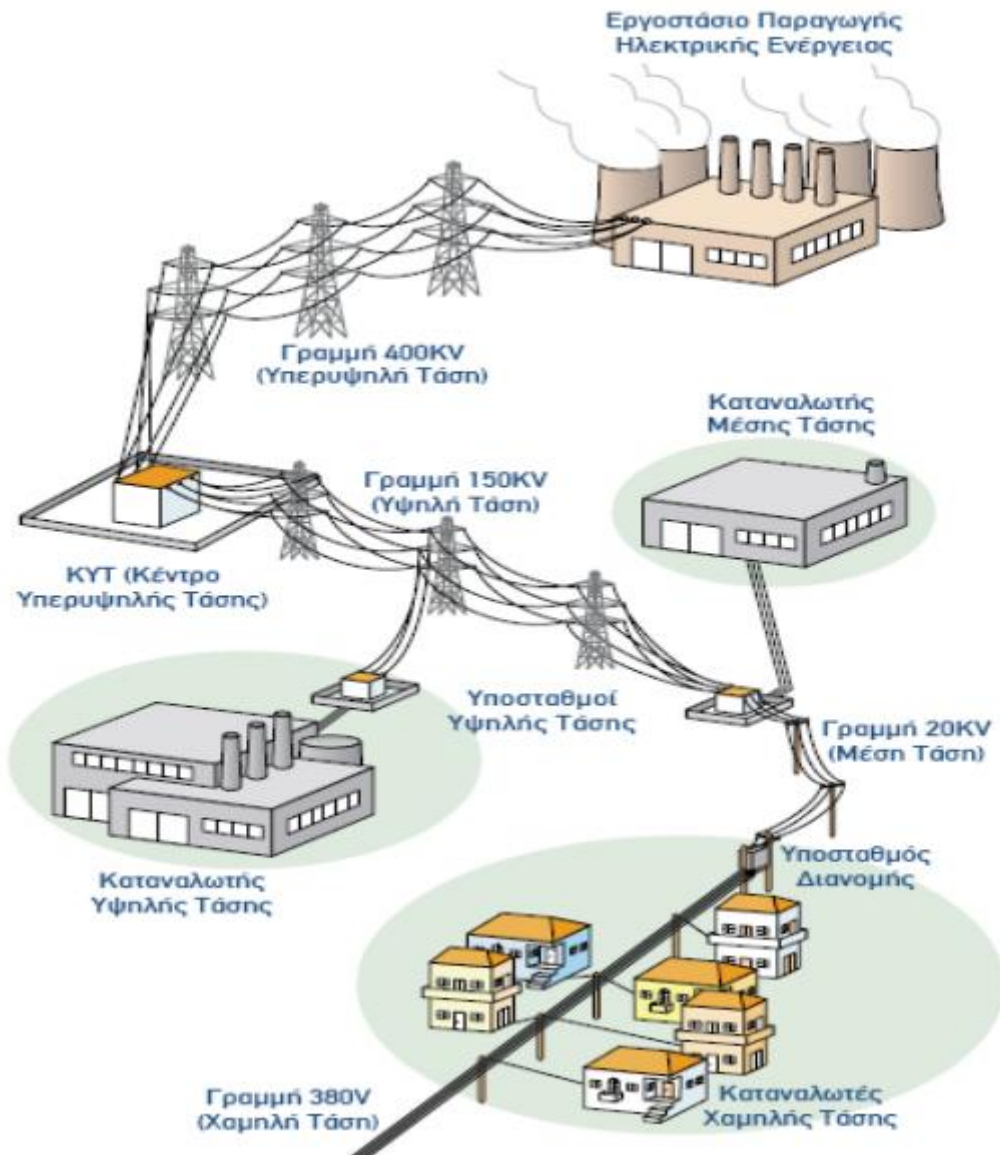 Εργοστάσιο Παραγωγής
Ηλεκτρικής Ενέργειας
Γραμμή 400KV
(Υπερυψηλή Τάση)
Καταναλωτής
Μέσης Τάσης
Γραμμή 150KV
(Υψηλή Τάση)
ΚΥΤ (Κέντρο
Υπερυψηλής Τάσης)
Υποσταθμοί
Υψηλής Τάσης
Γραμμή 20KV
(Μέση Τάση)
Καταναλωτής
Υψηλής Τάσης
Υποσταθμός
Διανομής
Γραμμή 380V
(Χαμηλή Τάση)
Καταναλωτές
Χαμηλής Τάσης